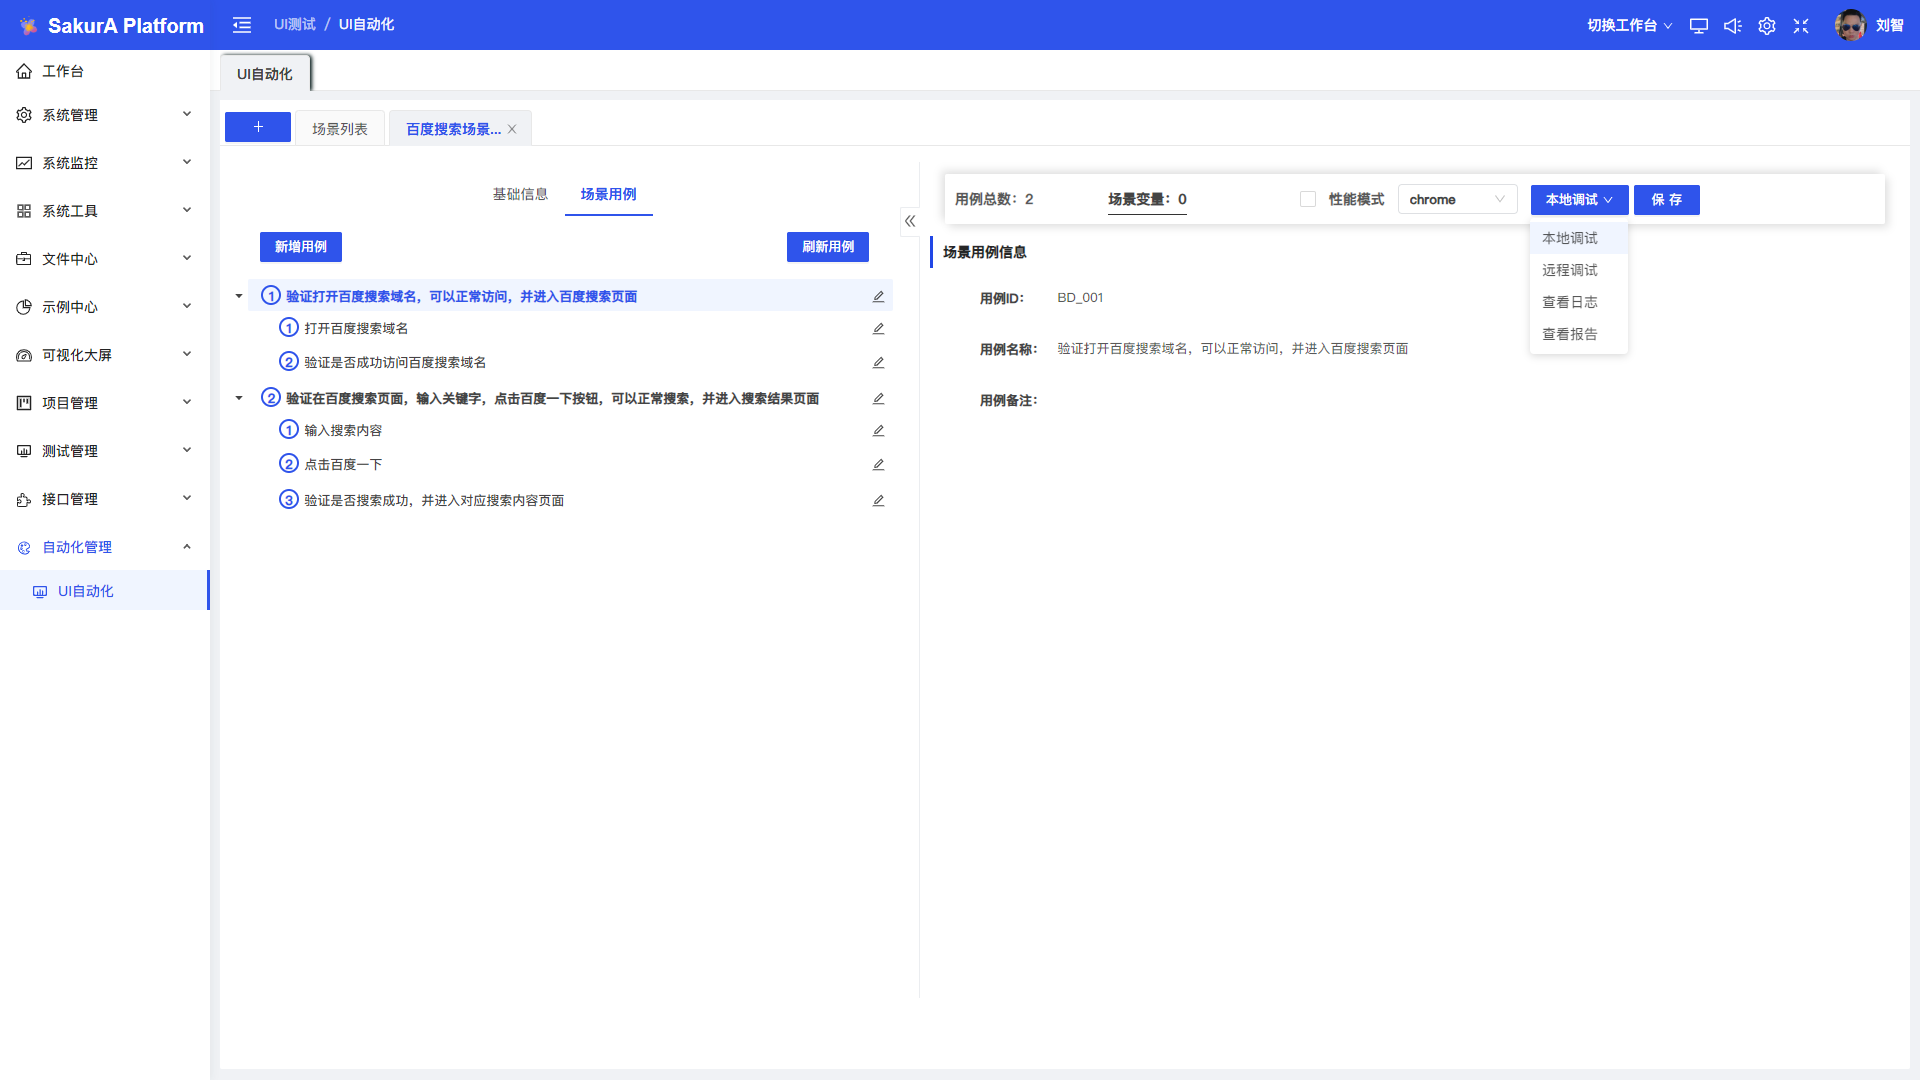 SakurA Platform
UI测试 / UI自动化
切换工作台
刘智
工作台
系统管理
系统监控
系统工具
文件中心
示例中心
可视化大屏
项目管理
测试管理
接口管理
自动化管理
UI自动化
UI自动化
+ 场景列表 百度搜索场景...
基础信息 场景用例
新增用例 刷新用例
1 验证打开百度搜索域名，可以正常访问，并进入百度搜索页面
1 打开百度搜索域名
2 验证是否成功访问百度搜索域名
2 验证在百度搜索页面，输入关键字，点击百度一下按钮，可以正常搜索，并进入搜索结果页面
1 输入搜索内容
2 点击百度一下
3 验证是否搜索成功，并进入对应搜索内容页面
用例总数：2 场景变量：0 性能模式 chrome 本地调试 保 存
本地调试
远程调试
查看日志
查看报告
场景用例信息
用例ID： BD_001
用例名称： 验证打开百度搜索域名，可以正常访问，并进入百度搜索页面
用例备注：